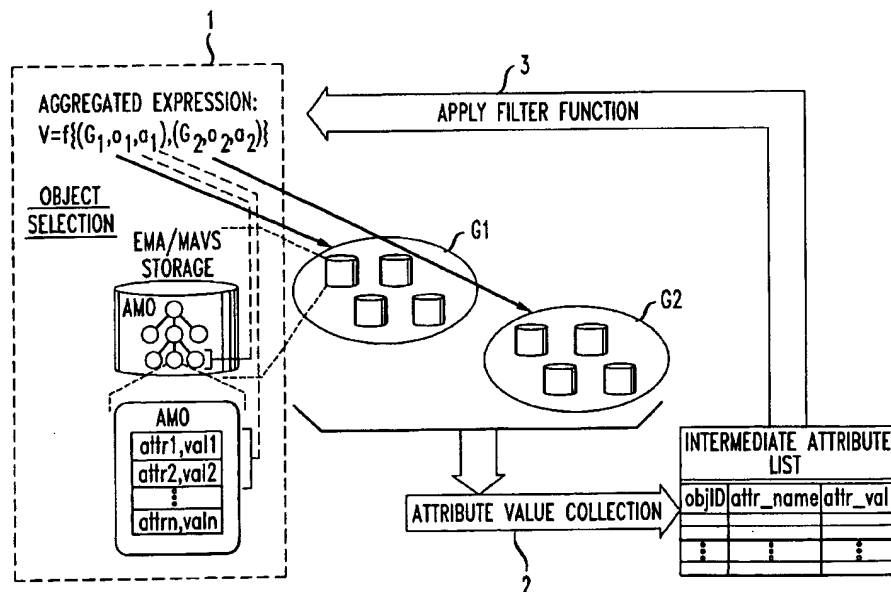 1
AGGREGATED EXPRESSION:
V=f{(G1,o1,a1),(G2,o2,a2)}
OBJECT
SELECTION
EMA/MAVS
STORAGE
AMO
AMO
attr1,val1
attr2,val2
attrn,valn
3
APPLY FILTER FUNCTION
G1
G2
ATTRIBUTE VALUE COLLECTION
2
INTERMEDIATE ATTRIBUTE
LIST
objID attr_name attr_val